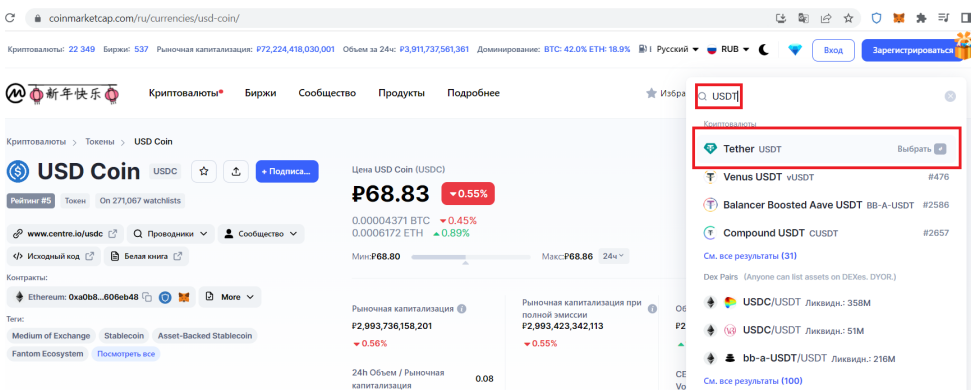 coinmarketcap.com/ru/currencies/usd-coin/
Криптовалюты: 22 349 Биржи: 537 Рыночная капитализация: ₽72,224,418,030,001 Объем за 24ч: ₽3,911,737,561,361 Доминирование: BTC: 42.0% ETH: 18.9% Русский RUB Вход Зарегистрироваться
新年快乐 Криптовалюты Биржи Сообщество Продукты Подробнее Избра
USDT
Криптовалюты
Tether USDT Выбрать
Venus USDT vUSDT #476
Balancer Boosted Aave USDT BB-A-USDT #2586
Compound USDT CUSDT #2657
См. все результаты (31)
Dex Pairs (Anyone can list assets on DEXes. DYOR.)
USDC/USDT Ликвидн.: 358M
USDC/USDT Ликвидн.: 51M
bb-a-USDT/USDT Ликвидн.: 216M
См. все результаты (100)
Криптовалюты > Токены > USD Coin
USD Coin USDC + Подписа...
Рейтинг #5 Токен On 271,067 watchlists
www.centre.io/usdc Проводники Сообщество
Исходный код Белая книга
Контракты:
Ethereum: 0xa0b8...606eb48 More
Теги:
Medium of Exchange Stablecoin Asset-Backed Stablecoin
Fantom Ecosystem Посмотреть все
Цена USD Coin (USDC)
₽68.83 0.55%
0.00004371 BTC 0.45%
0.0006172 ETH 0.89%
Мин:₽68.80 Макс:₽68.86 24ч
Рыночная капитализация
₽2,993,736,158,201
0.56%
24h Объем / Рыночная
капитализация
0.08
Рыночная капитализация при
полной эмиссии
₽2,993,423,342,113
0.55%
Об
₽2
CE
Vo